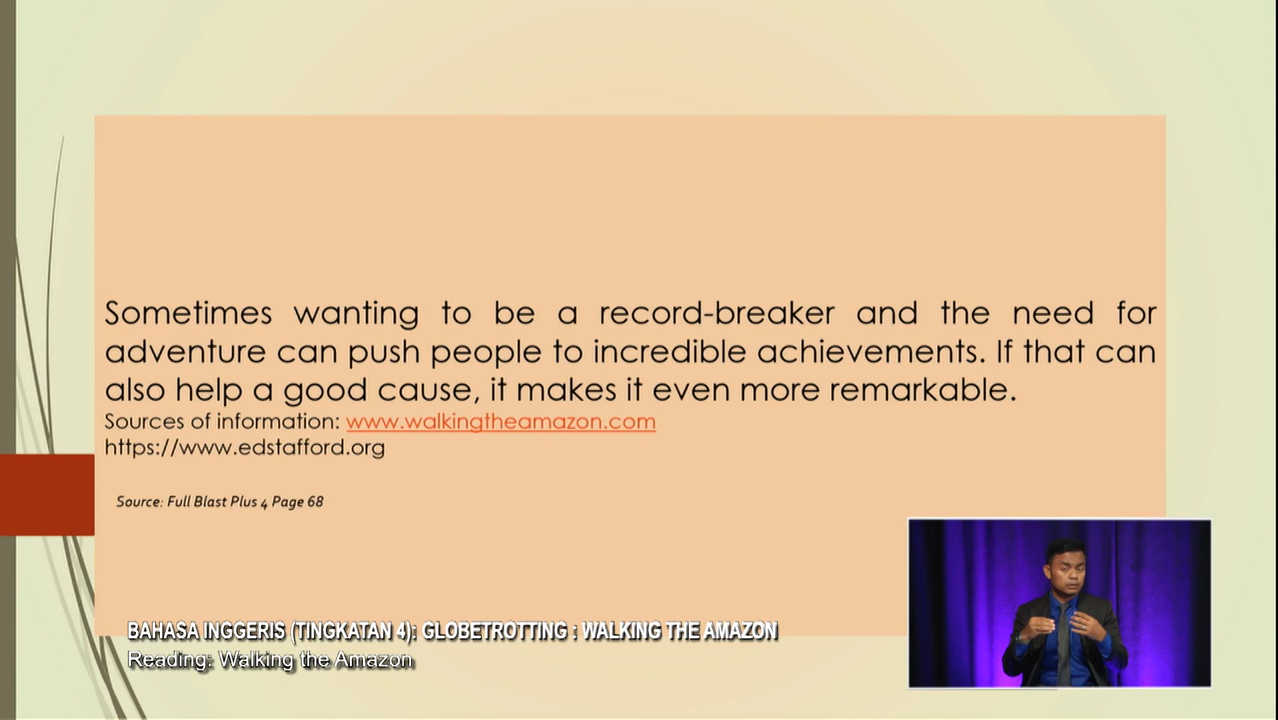 Sometimes wanting to be a record-breaker and the need for
adventure can push people to incredible achievements. If that can
also help a good cause, it makes it even more remarkable.
Sources of information: www.walkingtheamazon.com
https://www.edstafford.org
Source: Full Blast Plus 4 Page 68
BAHASA INGGERIS (TINGKATAN 4): GLOBETROTTING : WALKING THE AMAZON
Reading: Walking the Amazon